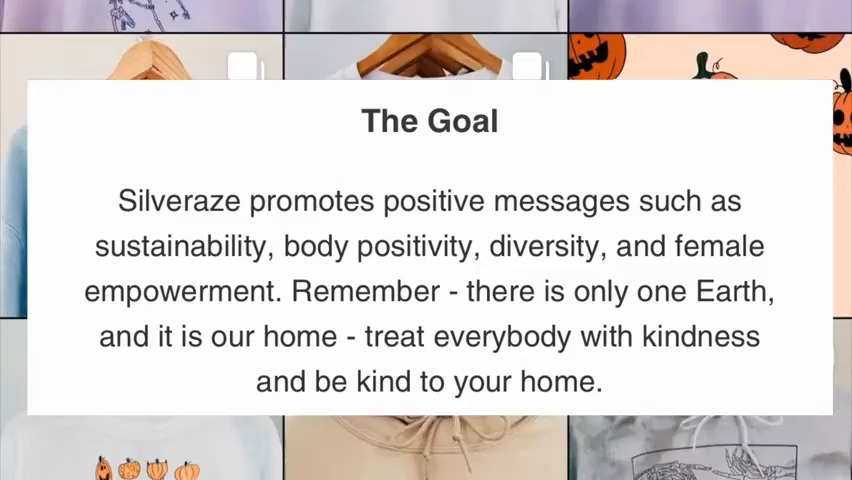 The Goal
Silveraze promotes positive messages such as
sustainability, body positivity, diversity, and female
empowerment. Remember - there is only one Earth,
and it is our home - treat everybody with kindness
and be kind to your home.